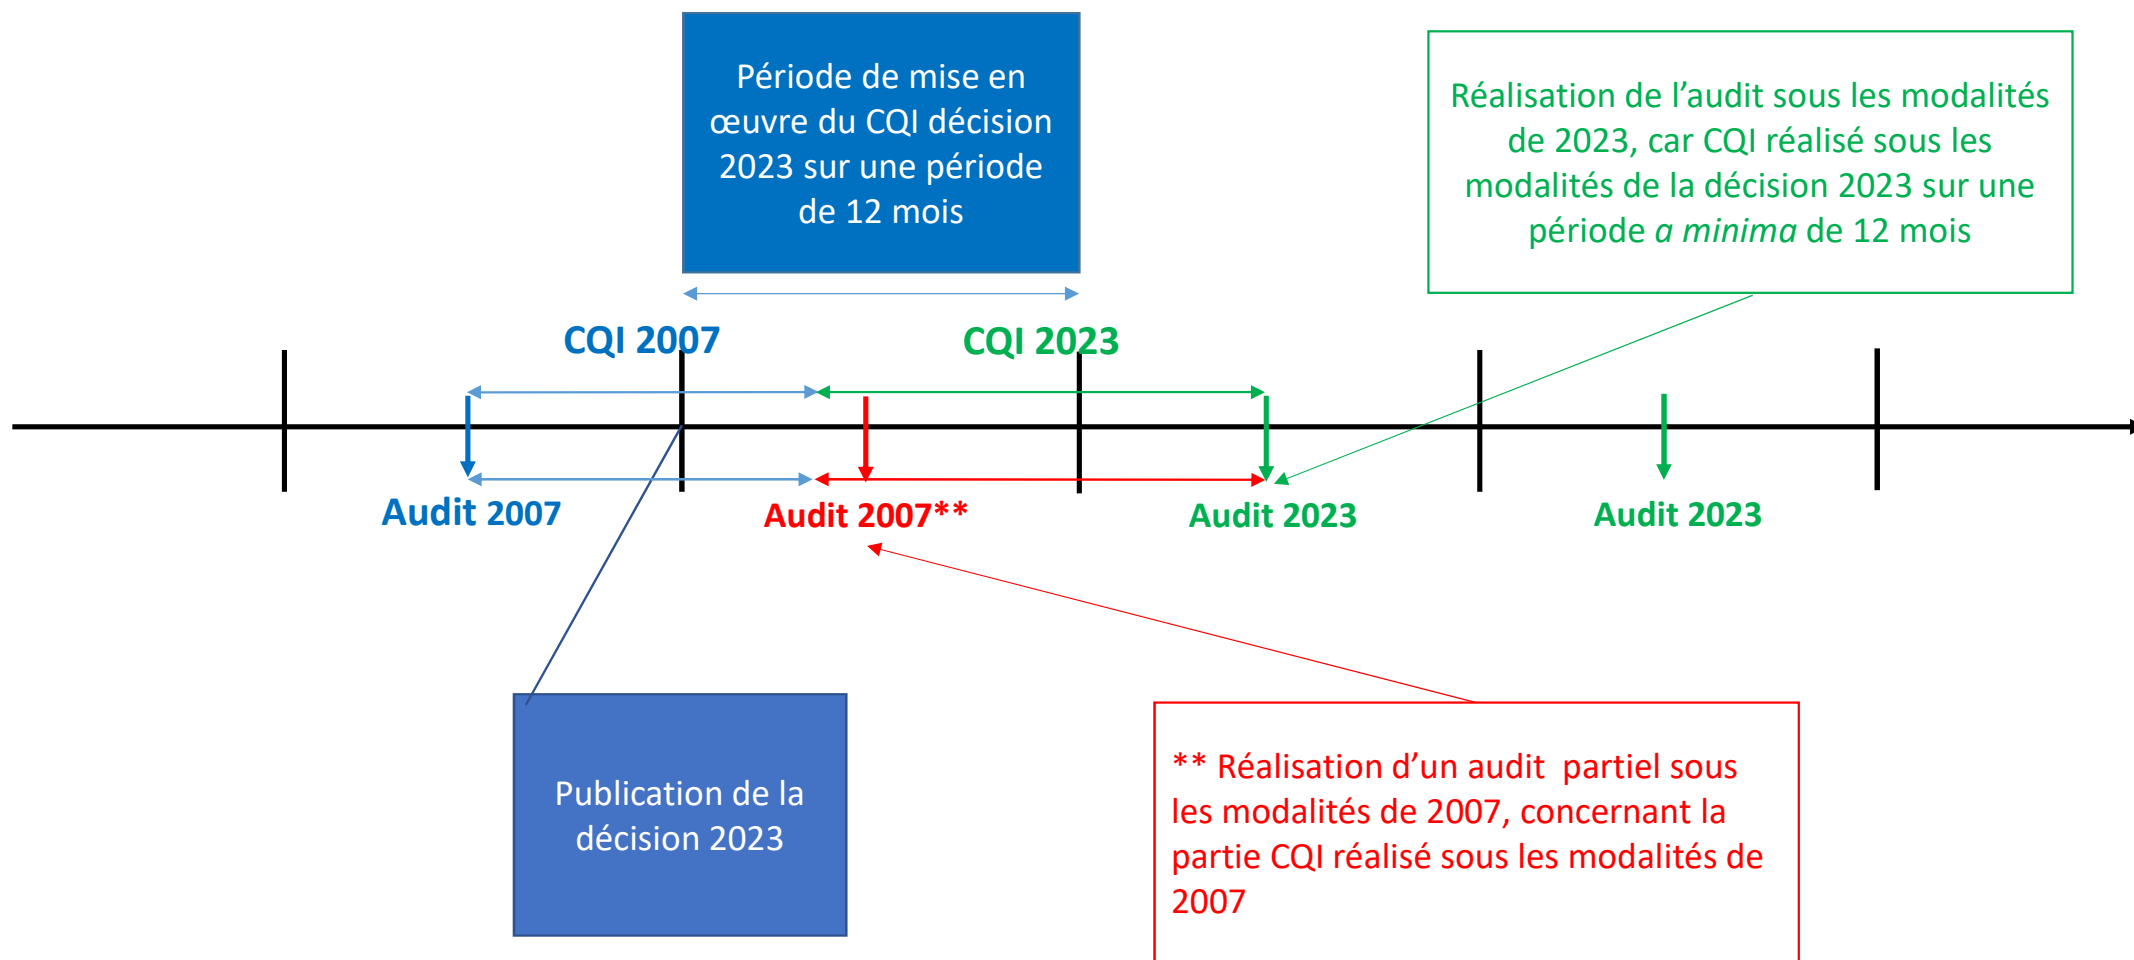 Période de mise en
œuvre du CQI décision
2023 sur une période
de 12 mois
Réalisation de l’audit sous les modalités
de 2023, car CQI réalisé sous les
modalités de la décision 2023 sur une
période a minima de 12 mois
CQI 2007
CQI 2023
Audit 2007
Audit 2007**
Audit 2023
Audit 2023
Publication de la
décision 2023
** Réalisation d’un audit  partiel sous
les modalités de 2007, concernant la
partie CQI réalisé sous les modalités de
2007